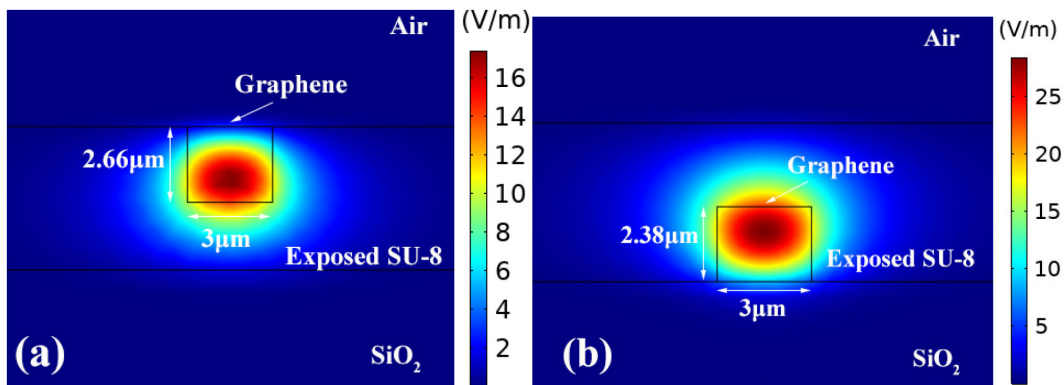 (V/m)
Air
Graphene
2.66μm
3μm
Exposed SU-8
SiO₂
(a)
16
14
12
10
8
6
4
2
(V/m)
Air
Graphene
2.38μm
3μm
Exposed SU-8
SiO₂
(b)
25
20
15
10
5